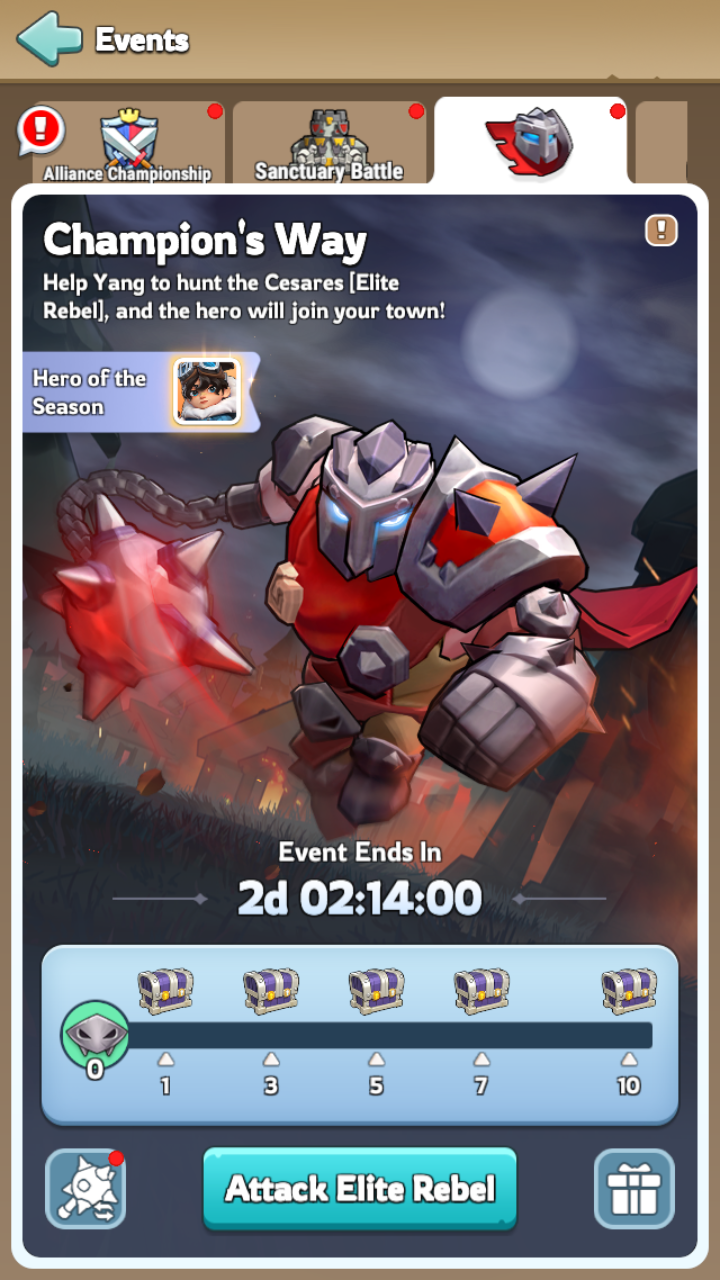 Events
Alliance Championship
Sanctuary Battle
Champion's Way
Help Yang to hunt the Cesares [Elite
Rebel], and the hero will join your town!
Hero of the
Season
Event Ends In
2d 02:14:00
0
1
3
5
7
10
Attack Elite Rebel